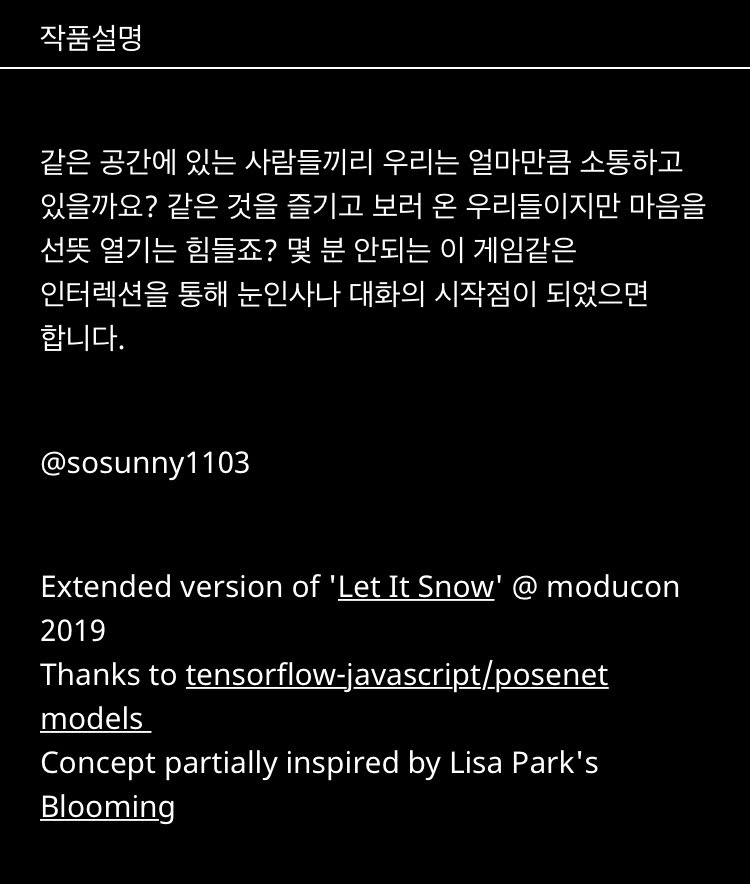 작품설명
같은 공간에 있는 사람들끼리 우리는 얼마만큼 소통하고
있을까요? 같은 것을 즐기고 보러 온 우리들이지만 마음을
선뜻 열기는 힘들죠? 몇 분 안되는 이 게임같은
인터렉션을 통해 눈인사나 대화의 시작점이 되었으면
합니다.
@sosunny1103
Extended version of 'Let It Snow' @ moducon
2019
Thanks to tensorflow-javascript/posenet
models
Concept partially inspired by Lisa Park's
Blooming